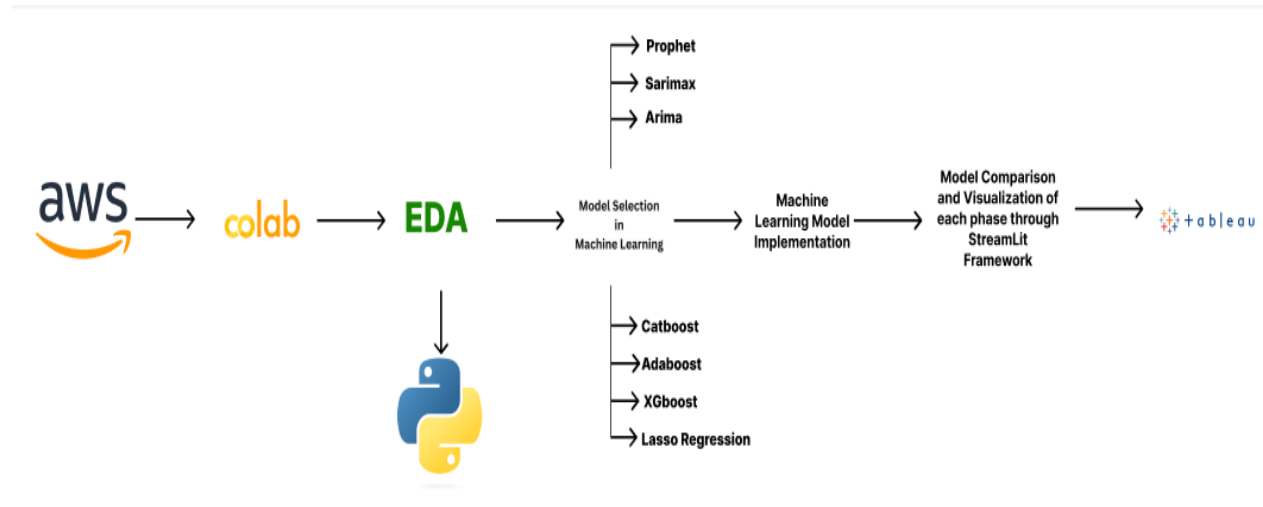 Prophet
Sarimax
Arima
aws
colab
EDA
Model Selection
in
Machine Learning
Machine
Learning Model
Implementation
Model Comparison
and Visualization of
each phase through
StreamLit
Framework
+ableau
Catboost
Adaboost
XGboost
Lasso Regression